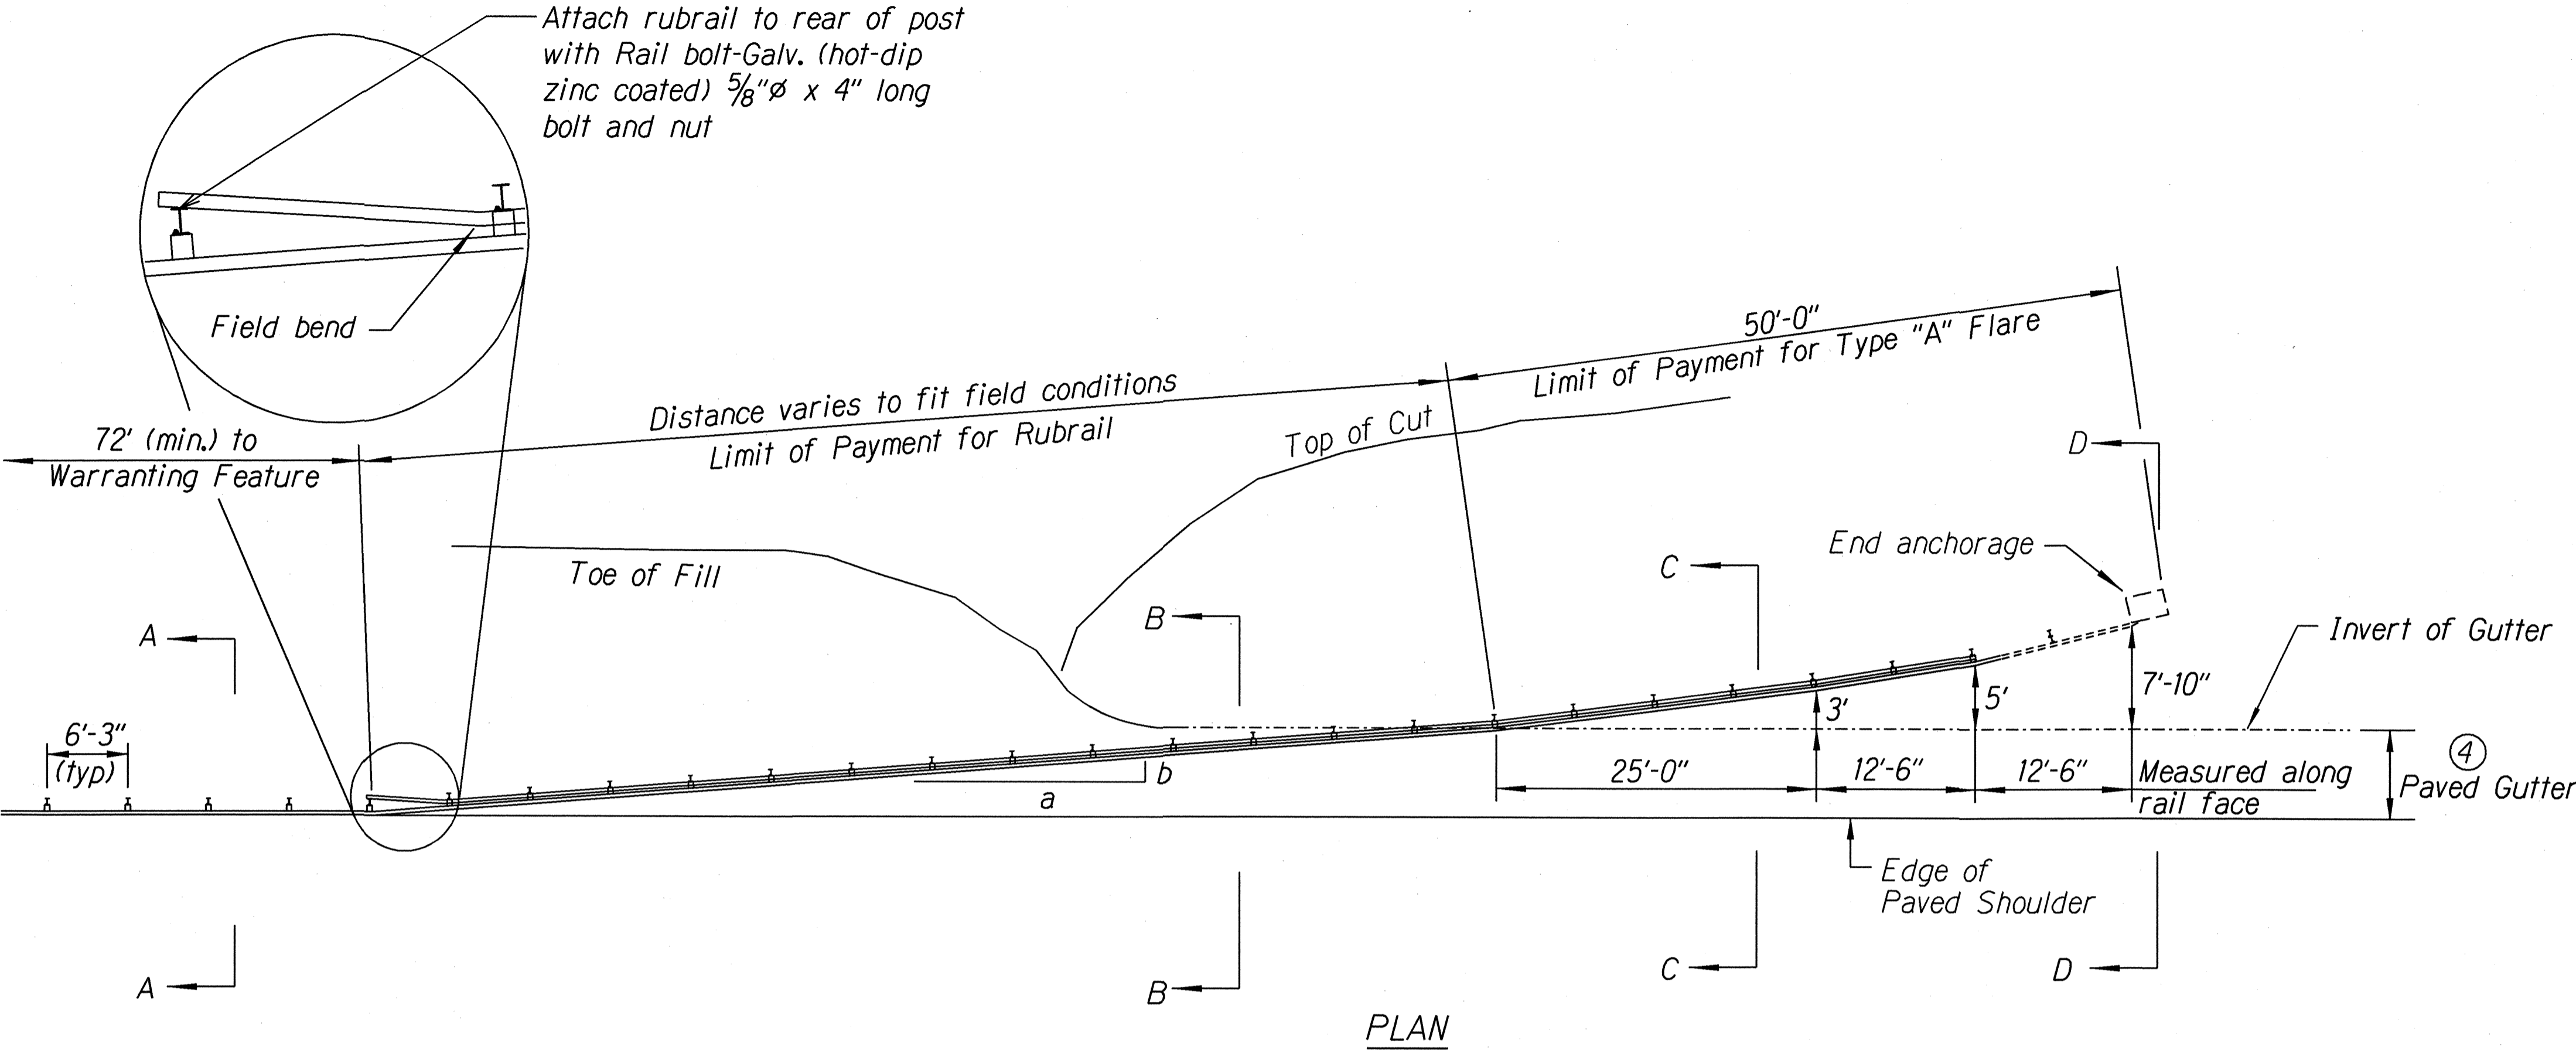 Attach rubrail to rear of post
with Rail bolt-Galv. (hot-dip
zinc coated) 5/8"ø x 4" long
bolt and nut
Field bend
50'-0"
Limit of Payment for Type "A" Flare
Distance varies to fit field conditions
Limit of Payment for Rubrail
Top of Cut
72' (min.) to
Warranting Feature
D
End anchorage
C
Toe of Fill
B
A
Invert of Gutter
7'-10"
5'
3'
6'-3"
(typ)
b
a
25'-0"
12'-6"
12'-6"
Measured along
rail face
4
Paved Gutter
Edge of
Paved Shoulder
A
B
C
D
PLAN